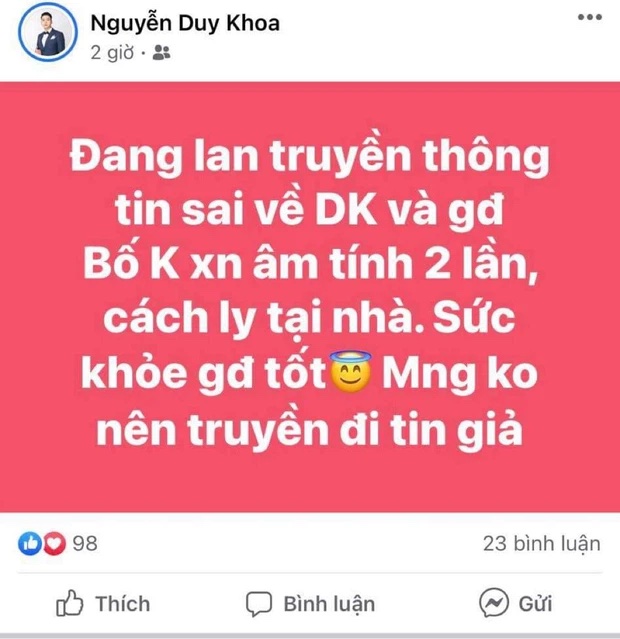 Nguyễn Duy Khoa
2 giờ ·
Đang lan truyền thông
tin sai về DK và gđ
Bố K xn âm tính 2 lần,
cách ly tại nhà. Sức
khỏe gđ tốt😇 Mng ko
nên truyền đi tin giả
98
23 bình luận
Thích
Bình luận
Gửi